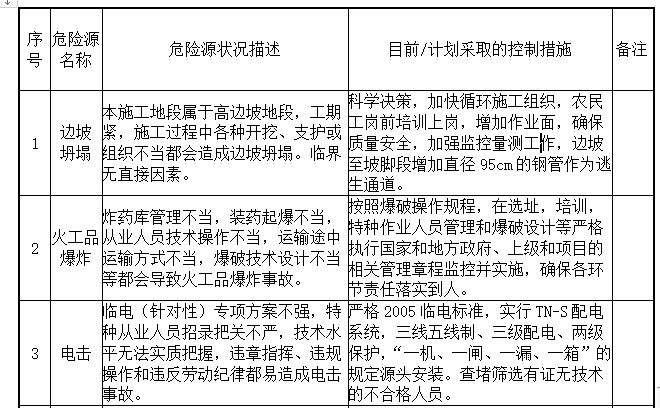 序号
危险源名称
危险源状况描述
目前/计划采取的控制措施
备注
1
边坡坍塌
本施工地段属于高边坡地段，工期
紧，施工过程中各种开挖、支护或
组织不当都会造成边坡坍塌。临界
无直接因素。
科学决策，加快循环施工组织，农民
工岗前培训上岗，增加作业面，确保
质量安全，加强监控量测工作，边坡
至坡脚段增加直径 95cm 的钢管作为逃
生通道。
2
火工品爆炸
炸药库管理不当，装药起爆不当，
从业人员技术操作不当，运输途中
运输方式不当，爆破技术设计不当
等都会导致火工品爆炸事故。
按照爆破操作规程，在选址，培训，
特种作业人员管理和爆破设计等严格
执行国家和地方政府、上级和项目的
相关管理章程监控并实施，确保各环
节责任落实到人。
3
电击
临电（针对性）专项方案不强，特
种从业人员招录把关不严，技术水
平无法实质把握，违章指挥、违规
操作和违反劳动纪律都易造成电击
事故。
严格 2005 临电标准，实行 TN-S 配电
系统，三线五线制、三级配电、两级
保护，“一机、一闸、一漏、一箱”的
规定源头安装。查堵筛选有证无技术
的不合格人员。